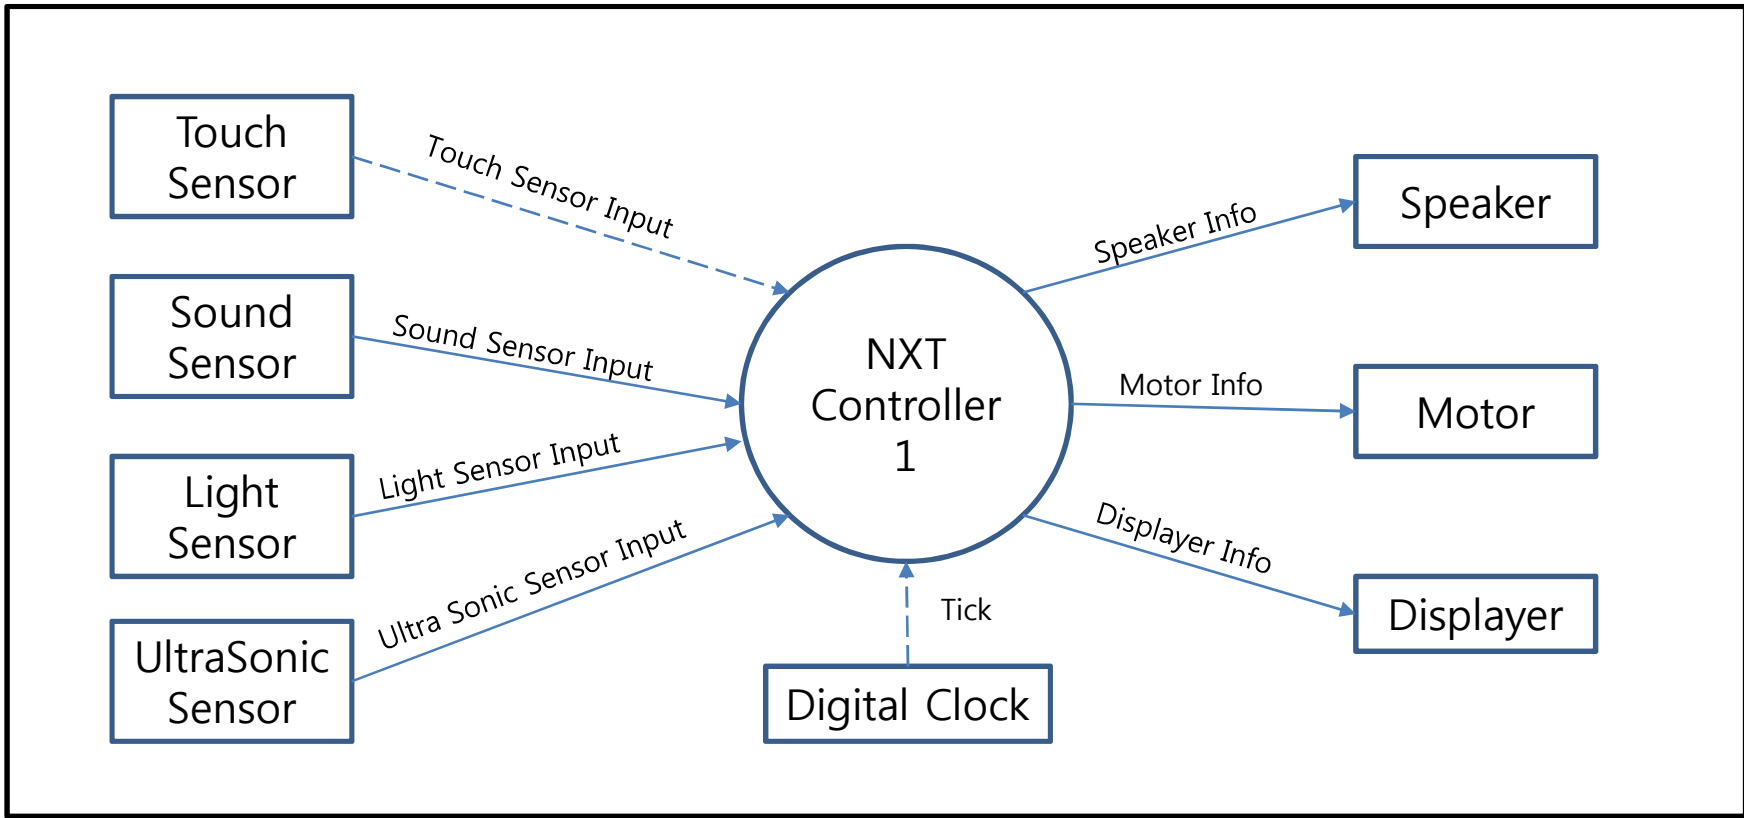 Touch
Sensor
Touch Sensor Input
Sound
Sensor
Sound Sensor Input
Light
Sensor
Light Sensor Input
UltraSonic
Sensor
Ultra Sonic Sensor Input
NXT
Controller
1
Tick
Digital Clock
Speaker Info
Speaker
Motor Info
Motor
Displayer Info
Displayer